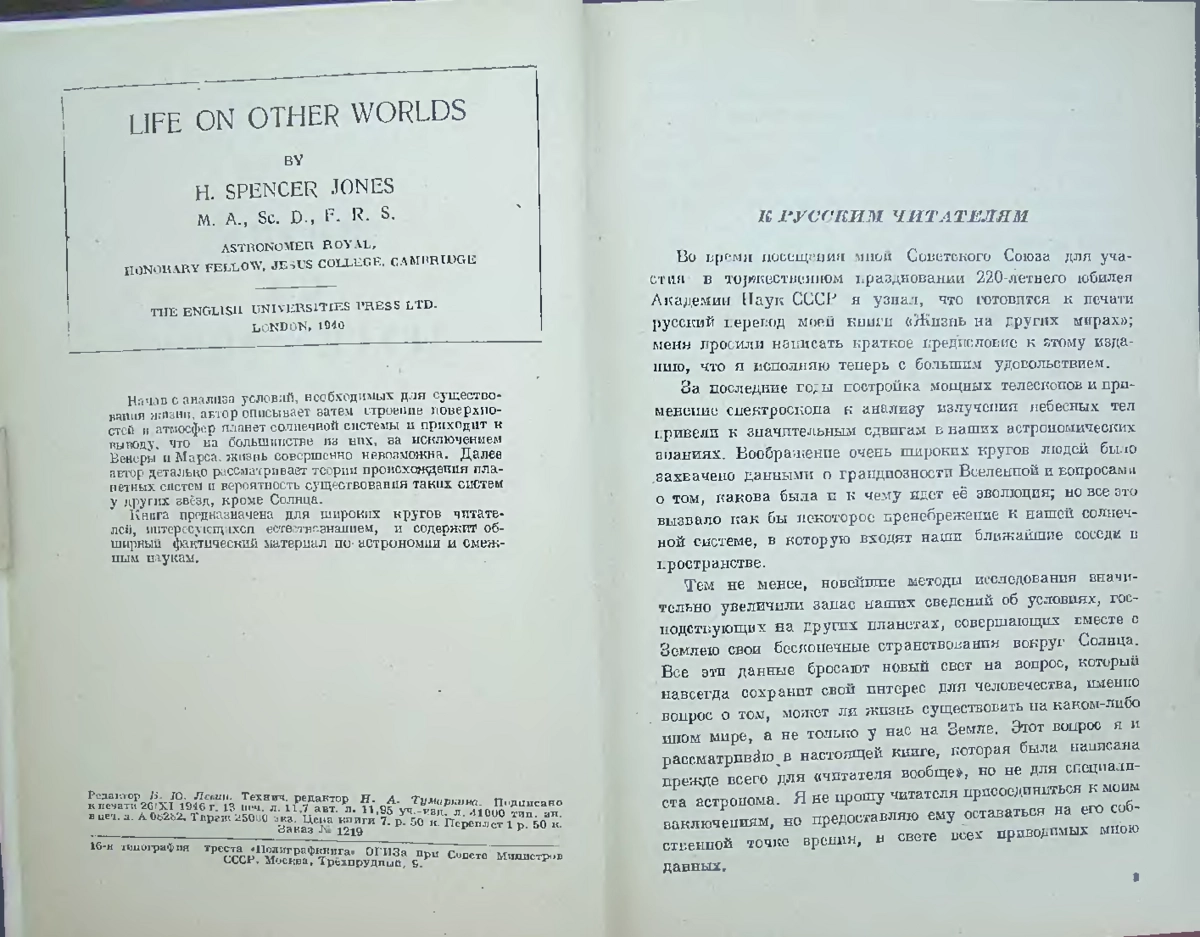 LIFE ON OTHER WORLDS
BY
H. SPENCER JONES
M. A., Sc. D., F. R. S.
ASTRONOMER ROYAL,
HONORARY FELLOW, JESUS COLLEGE, CAMBRIDGE
THE ENGLISH UNIVERSITIES PRESS LTD.
LONDON, 1940
Начав с анализа условий, необходимых для существо-
вания жизни, автор описывает затем строение поверхно-
стей и атмосфер планет солнечной системы и приходит к
выводу, что на большинстве из них, за исключением
Венеры и Марса, жизнь совершенно невозможна. Далее
автор детально рассматривает теории происхождения пла-
нетных систем и вероятность существования таких систем
у других звёзд, кроме Солнца.
Книга предназначена для широких кругов читате-
лей, интересующихся естествознанием, и содержит об-
ширный фактический материал по астрономии и смеж-
ным наукам.
Редактор Б. Ю. Левин. Технич. редактор Н. А. Тумаркина. Подписано
к печати 26/XI 1946 г. 13 печ. л. 11,7 авт. л. 11,95 уч.-изд. л. 41000 тип. зн.
в печ. л. Тираж 25000 экз. Цена книги 7. р. 50 к. Переплет 1 р. 50 к.
Заказ № 1219
16-я типография треста «Полиграфкнига» ОГИЗа при Совете Министров
СССР. Москва, Трёхпрудный, 9.
К РУССКИМ ЧИТАТЕЛЯМ
Во время посещения мной Советского Союза для уча-
стия в торжественном праздновании 220-летнего юбилея
Академии Наук СССР я узнал, что готовится к печати
русский перевод моей книги «Жизнь на других мирах»;
меня просили написать краткое предисловие к этому изда-
нию, что я исполняю теперь с большим удовольствием.
За последние годы постройка мощных телескопов и при-
менение спектроскопа к анализу излучения небесных тел
привели к значительным сдвигам в наших астрономических
знаниях. Воображение очень широких кругов людей было
захвачено данными о грандиозности Вселенной и вопросами
о том, какова была и к чему идет её эволюция; но все это
вызвало как бы некоторое пренебрежение к нашей солнеч-
ной системе, в которую входят наши ближайшие соседи в
пространстве.
Тем не менее, новейшие методы исследования значи-
тельно увеличили запас наших сведений об условиях, гос-
подствующих на других планетах, совершающих вместе с
Землею свои бесконечные странствования вокруг Солнца.
Все эти данные бросают новый свет на вопрос, который
навсегда сохранит свой интерес для человечества, именно
вопрос о том, может ли жизнь существовать на каком-либо
ином мире, а не только у нас на Земле. Этот вопрос я и
рассматриваю в настоящей книге, которая была написана
прежде всего для «читателя вообще», но не для специали-
ста астронома. Я не прошу читателя присоединиться к моим
заключениям, но предоставляю ему оставаться на его соб-
ственной точке зрения, в свете всех приводимых мною
данных.